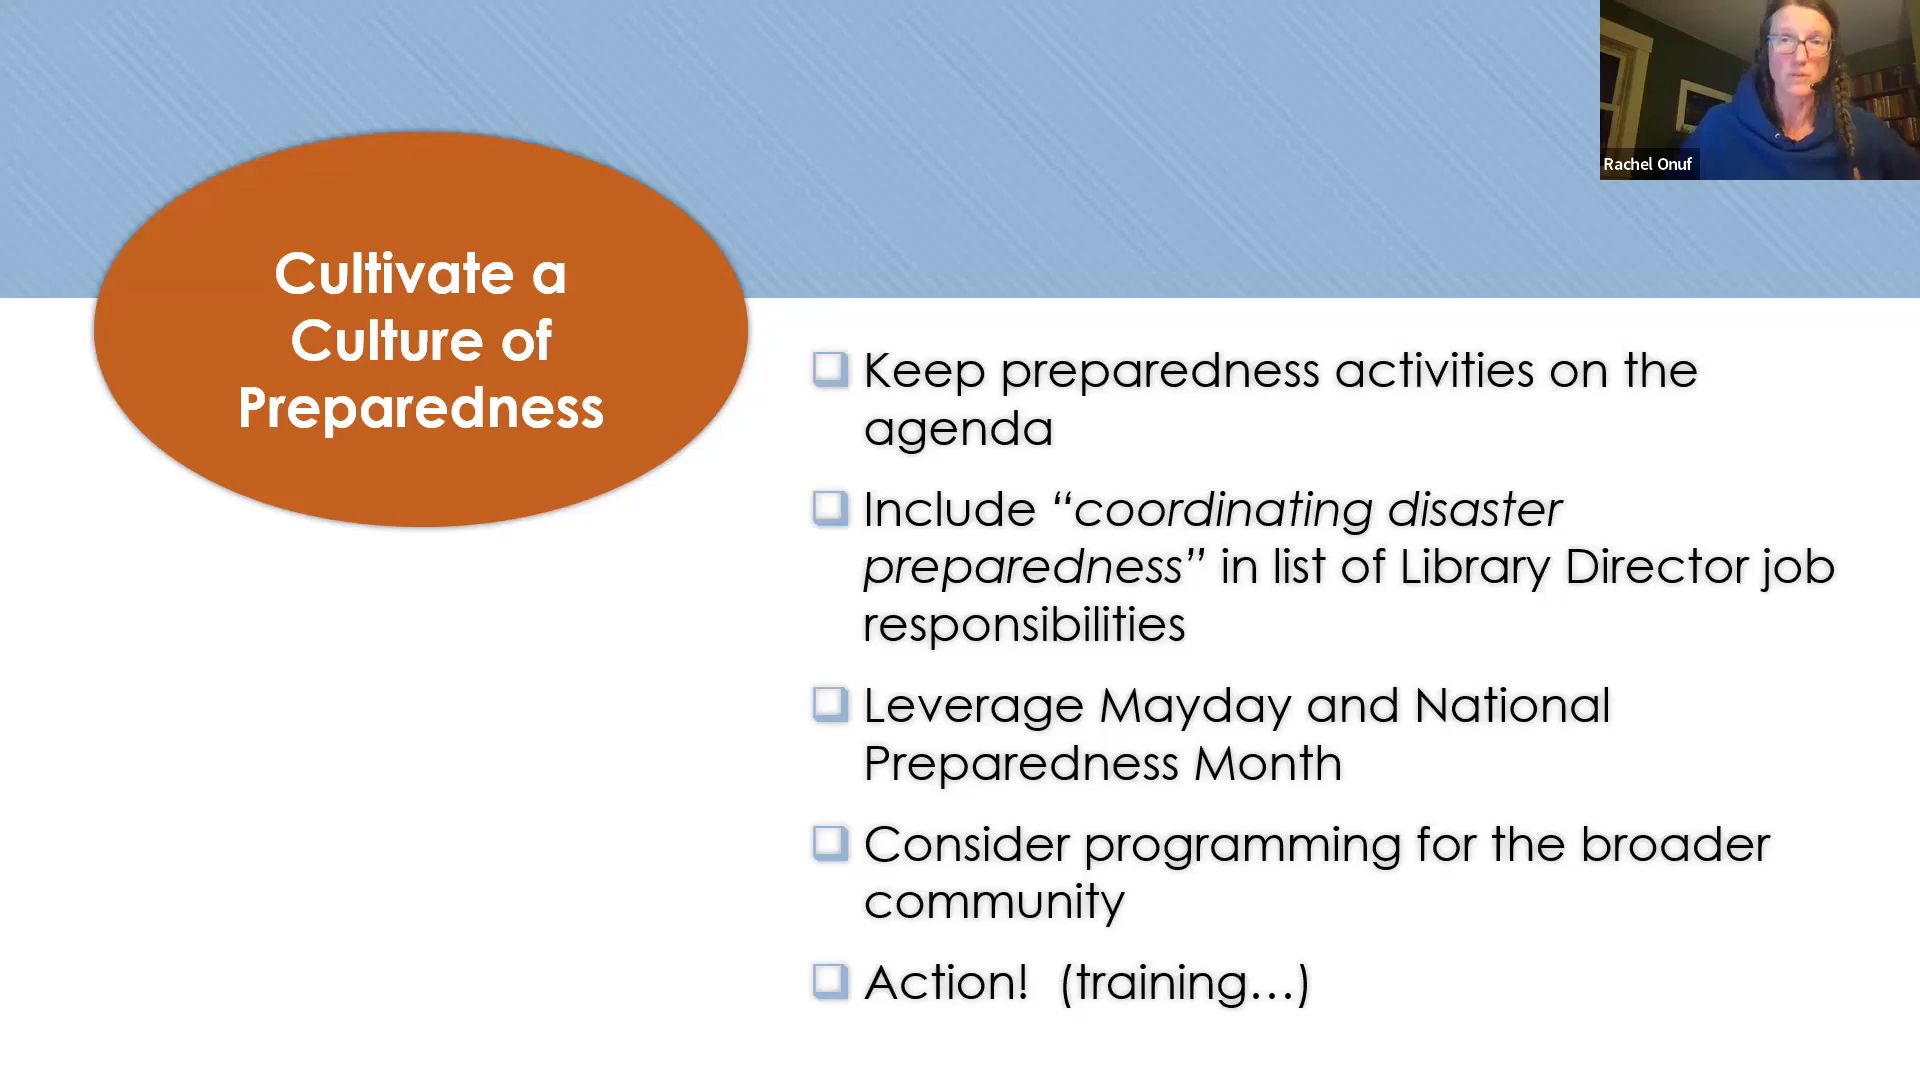 Rachel Onuf
Cultivate a
Culture of
Preparedness
Keep preparedness activities on the
agenda
Include “coordinating disaster
preparedness” in list of Library Director job
responsibilities
Leverage Mayday and National
Preparedness Month
Consider programming for the broader
community
Action!  (training…)